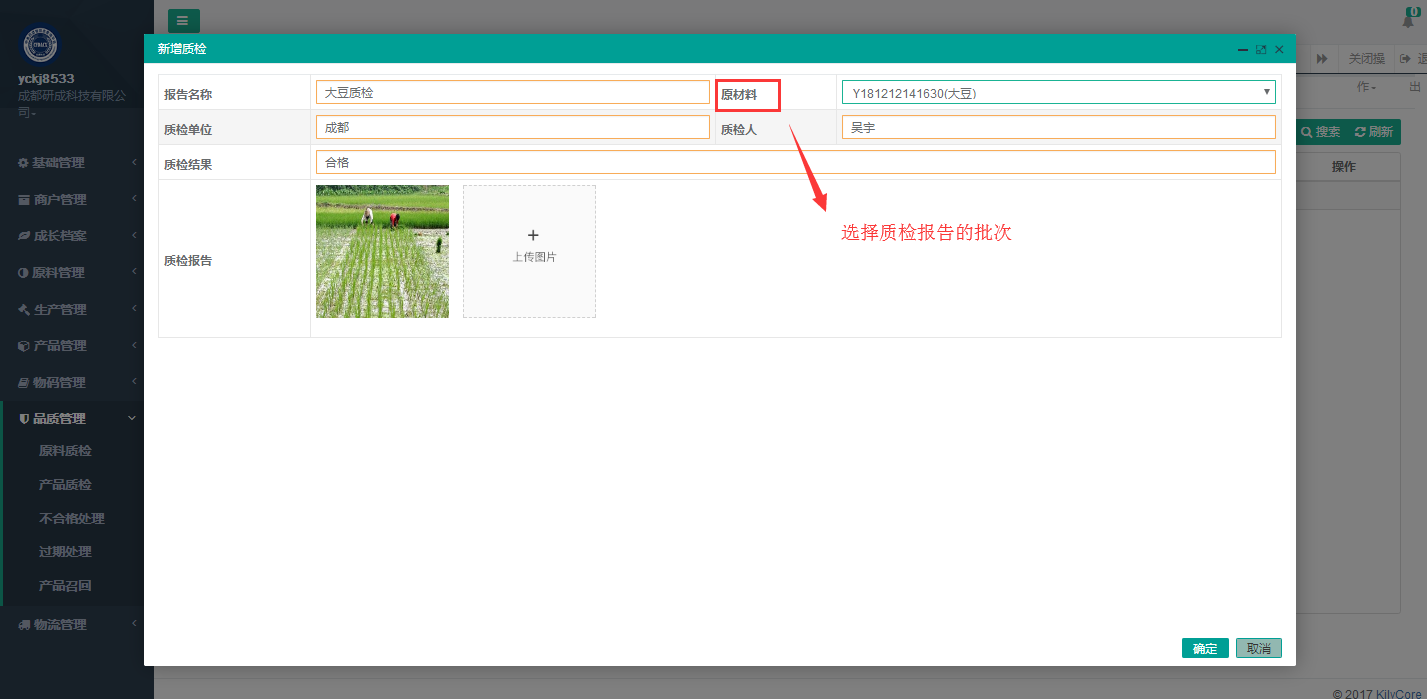 yckj8533
成都研成科技有限公
司
基础管理
商户管理
成长档案
原料管理
生产管理
产品管理
物码管理
品质管理
原料质检
产品质检
不合格处理
过期处理
产品召回
物流管理
0
关闭操
作
退
出
搜索 刷新
操作
新增质检
报告名称 大豆质检 原材料 Y181212141630(大豆)
质检单位 成都 质检人 吴宇
质检结果 合格
质检报告
+
上传图片
选择质检报告的批次
确定 取消
© 2017 KilyCore